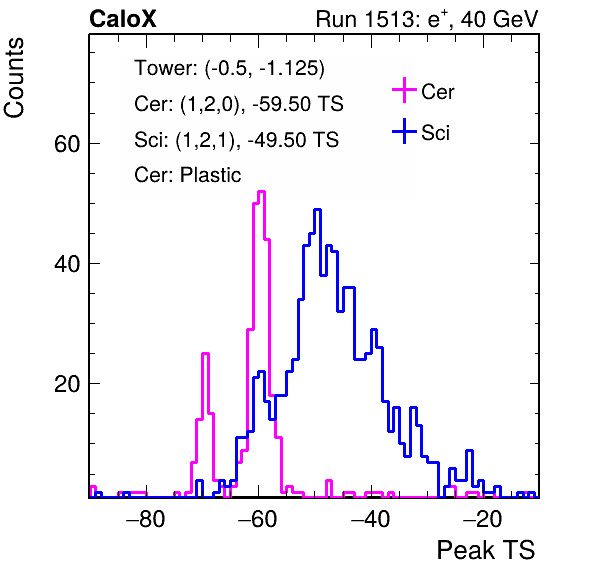 CaloX Run 1513: e⁺, 40 GeV
Counts
Tower: (-0.5, -1.125)
Cer: (1,2,0), -59.50 TS
Sci: (1,2,1), -49.50 TS
Cer: Plastic
Cer
Sci
60
40
20
−80 −60 −40 −20
Peak TS